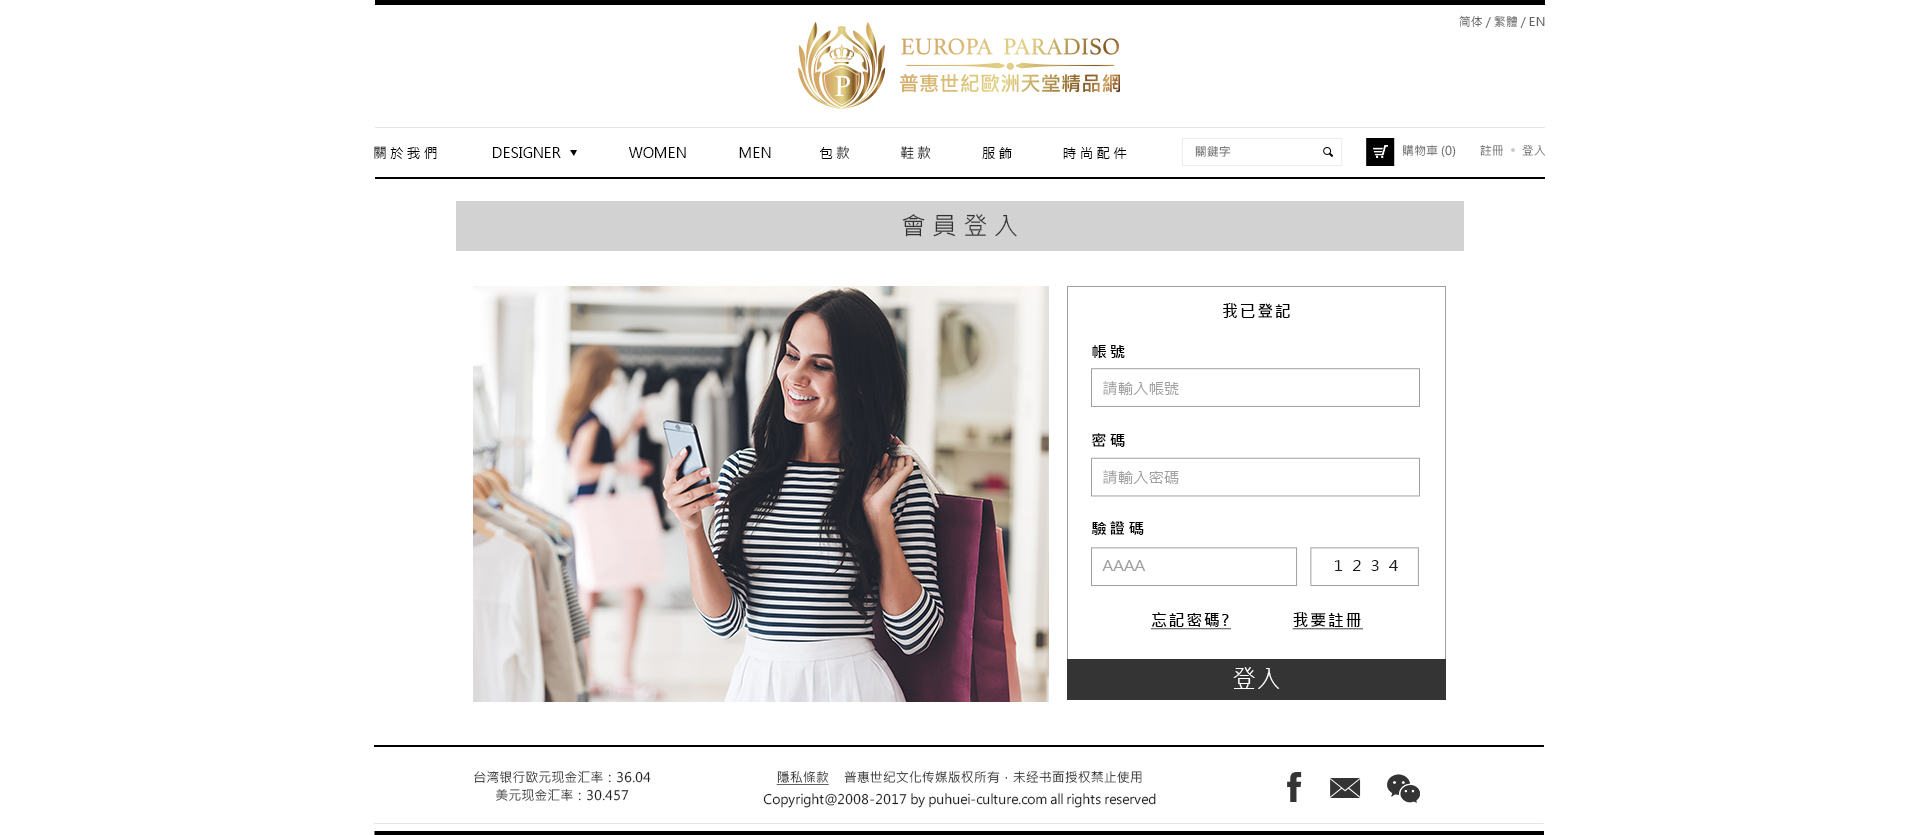 简体 / 繁體 / EN
EUROPA PARADISO
普惠世紀歐洲天堂精品網
P
關於我們 DESIGNER ▼ WOMEN MEN 包款 鞋款 服飾 時尚配件 關鍵字 購物車 (0) 註冊 • 登入
會員登入
我已登記
帳號
請輸入帳號
密碼
請輸入密碼
驗證碼
AAAA 1 2 3 4
忘記密碼? 我要註冊
登入
台湾银行欧元现金汇率：36.04
美元现金汇率：30.457
隱私條款 普惠世纪文化传媒版权所有．未经书面授权禁止使用
Copyright@2008-2017 by puhuei-culture.com all rights reserved